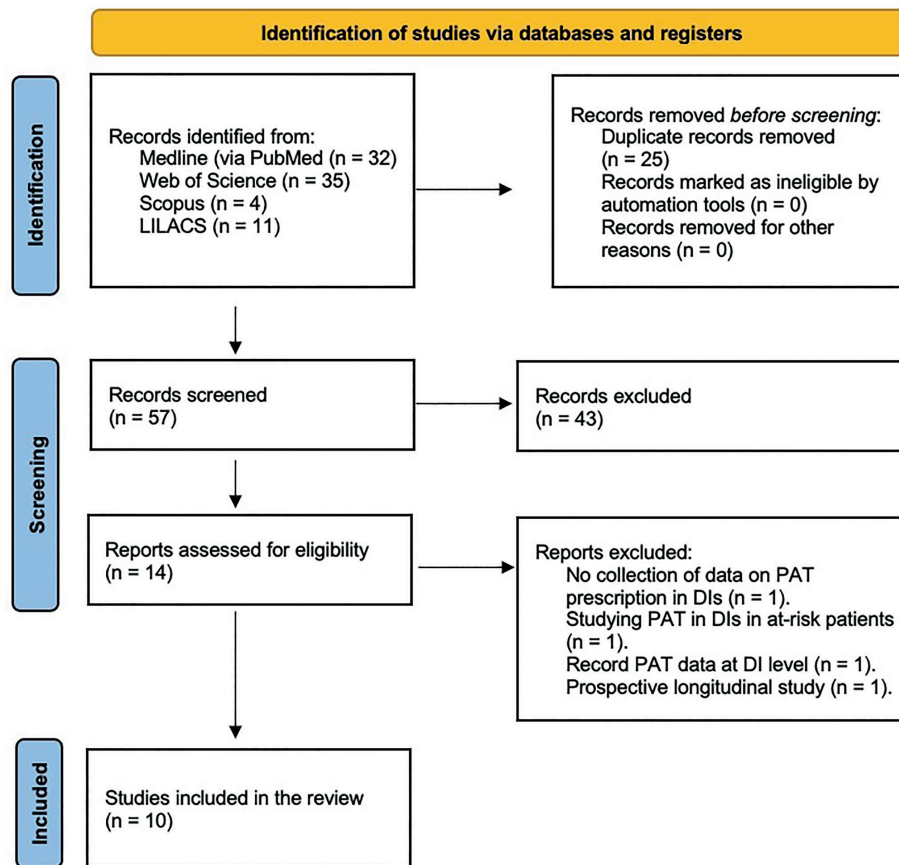 Identification of studies via databases and registers
Identification
Records identified from:
Medline (via PubMed (n = 32)
Web of Science (n = 35)
Scopus (n = 4)
LILACS (n = 11)
Records removed before screening:
Duplicate records removed
(n = 25)
Records marked as ineligible by
automation tools (n = 0)
Records removed for other
reasons (n = 0)
Screening
Records screened
(n = 57)
Records excluded
(n = 43)
Reports assessed for eligibility
(n = 14)
Reports excluded:
No collection of data on PAT
prescription in DIs (n = 1).
Studying PAT in DIs in at-risk patients
(n = 1).
Record PAT data at DI level (n = 1).
Prospective longitudinal study (n = 1).
Included
Studies included in the review
(n = 10)